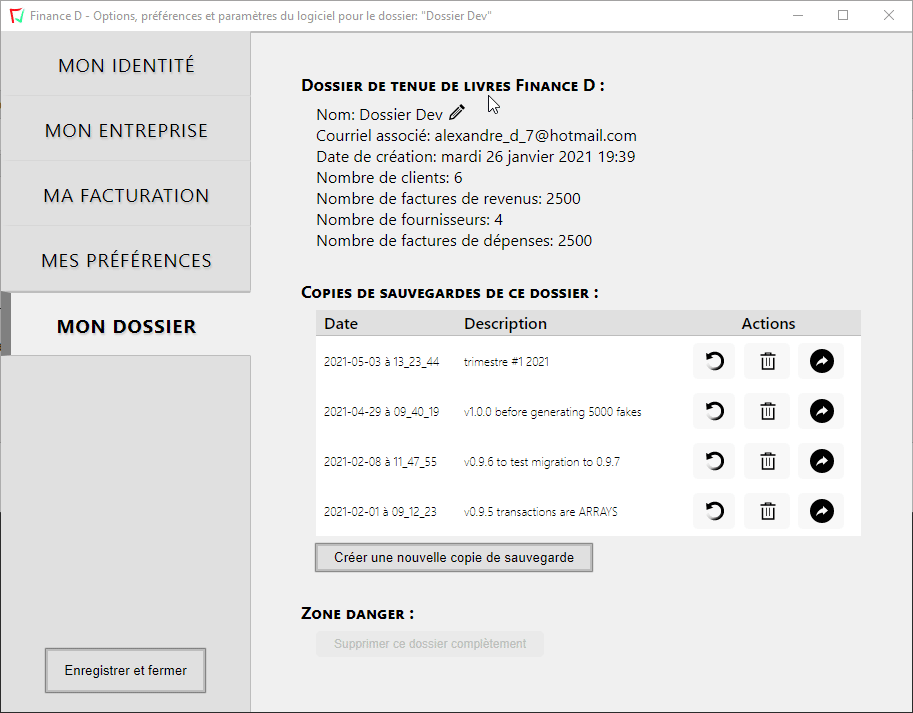 Finance D - Options, préférences et paramètres du logiciel pour le dossier: "Dossier Dev"
MON IDENTITÉ
MON ENTREPRISE
MA FACTURATION
MES PRÉFÉRENCES
MON DOSSIER
Enregistrer et fermer
Dossier de tenue de livres Finance D :
Nom: Dossier Dev
Courriel associé: alexandre_d_7@hotmail.com
Date de création: mardi 26 janvier 2021 19:39
Nombre de clients: 6
Nombre de factures de revenus: 2500
Nombre de fournisseurs: 4
Nombre de factures de dépenses: 2500
Copies de sauvegardes de ce dossier :
Date Description Actions
2021-05-03 à 13_23_44 trimestre #1 2021
2021-04-29 à 09_40_19 v1.0.0 before generating 5000 fakes
2021-02-08 à 11_47_55 v0.9.6 to test migration to 0.9.7
2021-02-01 à 09_12_23 v0.9.5 transactions are ARRAYS
Créer une nouvelle copie de sauvegarde
Zone danger :
Supprimer ce dossier complètement